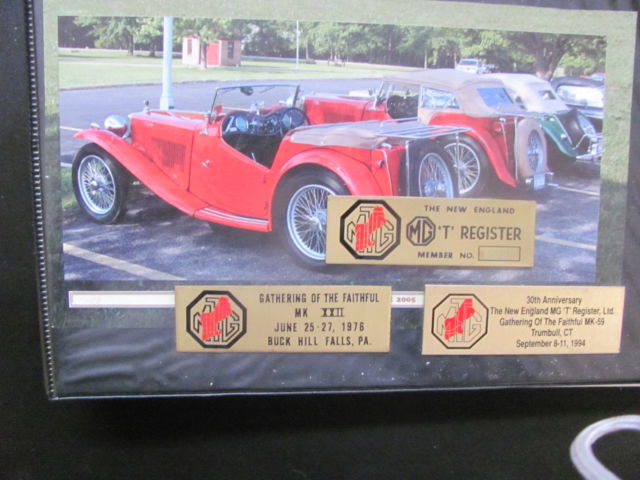 THE NEW ENGLAND
MG 'T' REGISTER
MEMBER NO.
2005
GATHERING OF THE FAITHFUL
MK XXII
JUNE 25-27, 1976
BUCK HILL FALLS, PA.
30th Anniversary
The New England MG 'T' Register, Ltd.
Gathering Of The Faithful MK-59
Trumbull, CT
September 8-11, 1994